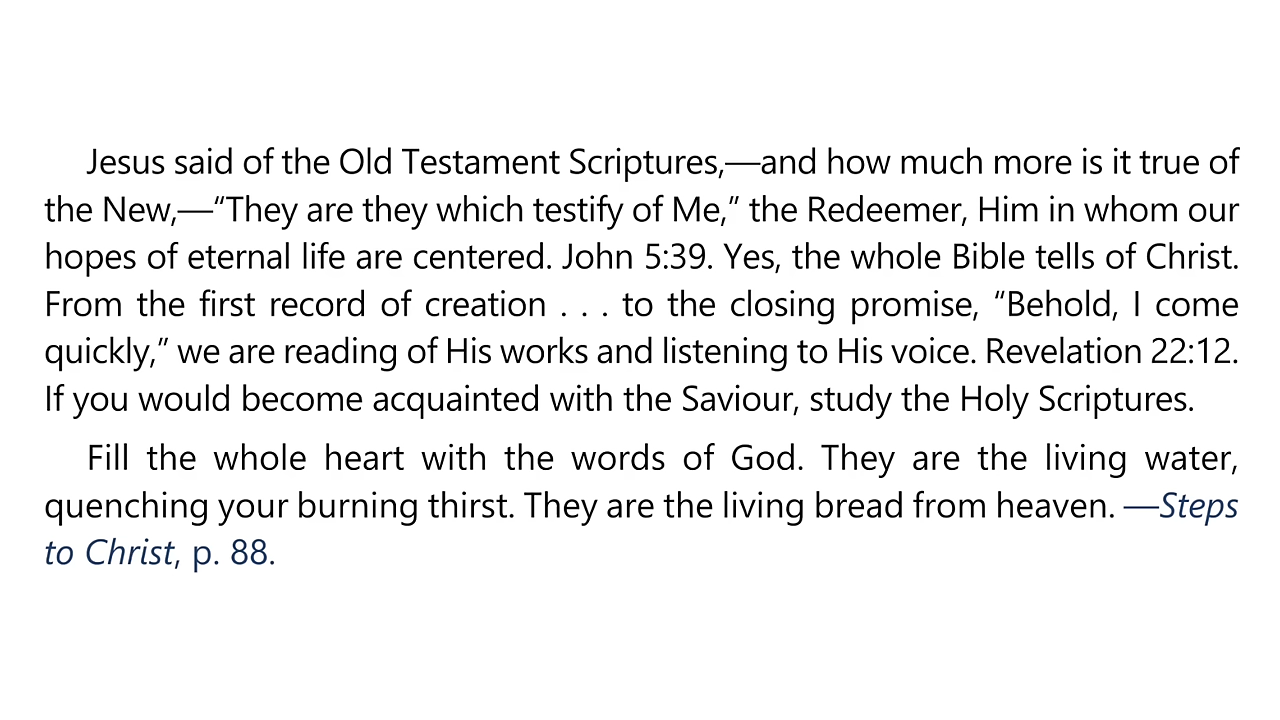 Jesus said of the Old Testament Scriptures,—and how much more is it true of
the New,—“They are they which testify of Me,” the Redeemer, Him in whom our
hopes of eternal life are centered. John 5:39. Yes, the whole Bible tells of Christ.
From the first record of creation . . . to the closing promise, “Behold, I come
quickly,” we are reading of His works and listening to His voice. Revelation 22:12.
If you would become acquainted with the Saviour, study the Holy Scriptures.
Fill the whole heart with the words of God. They are the living water,
quenching your burning thirst. They are the living bread from heaven. —Steps
to Christ, p. 88.